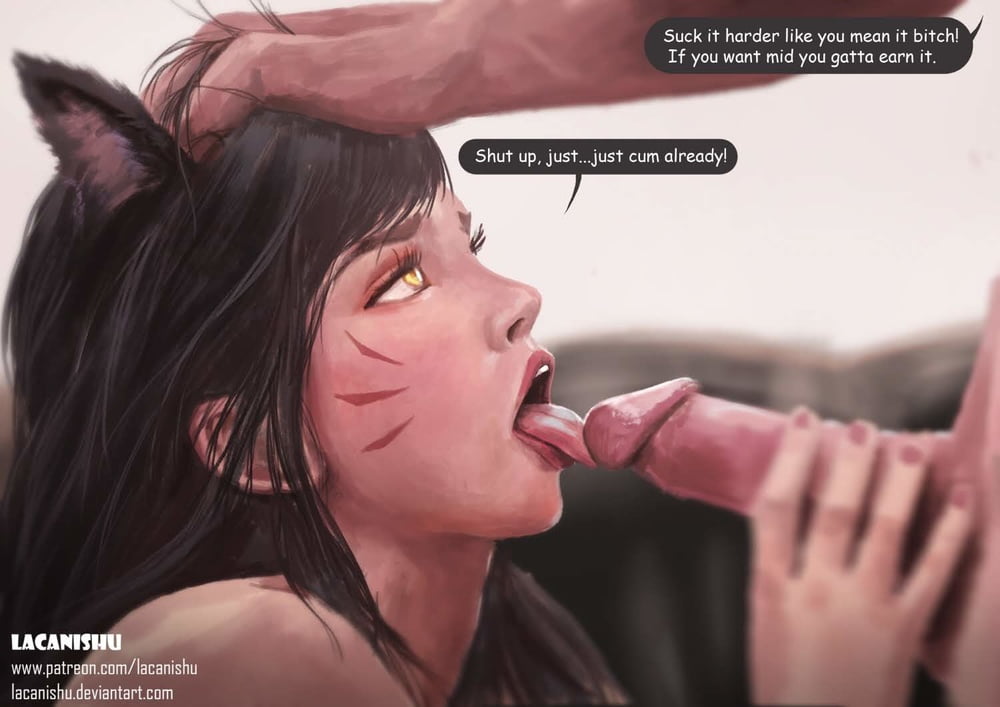 Suck it harder like you mean it bitch!
If you want mid you gatta earn it.
Shut up, just...just cum already!
LACANISHU
www.patreon.com/lacanishu
lacanishu.deviantart.com